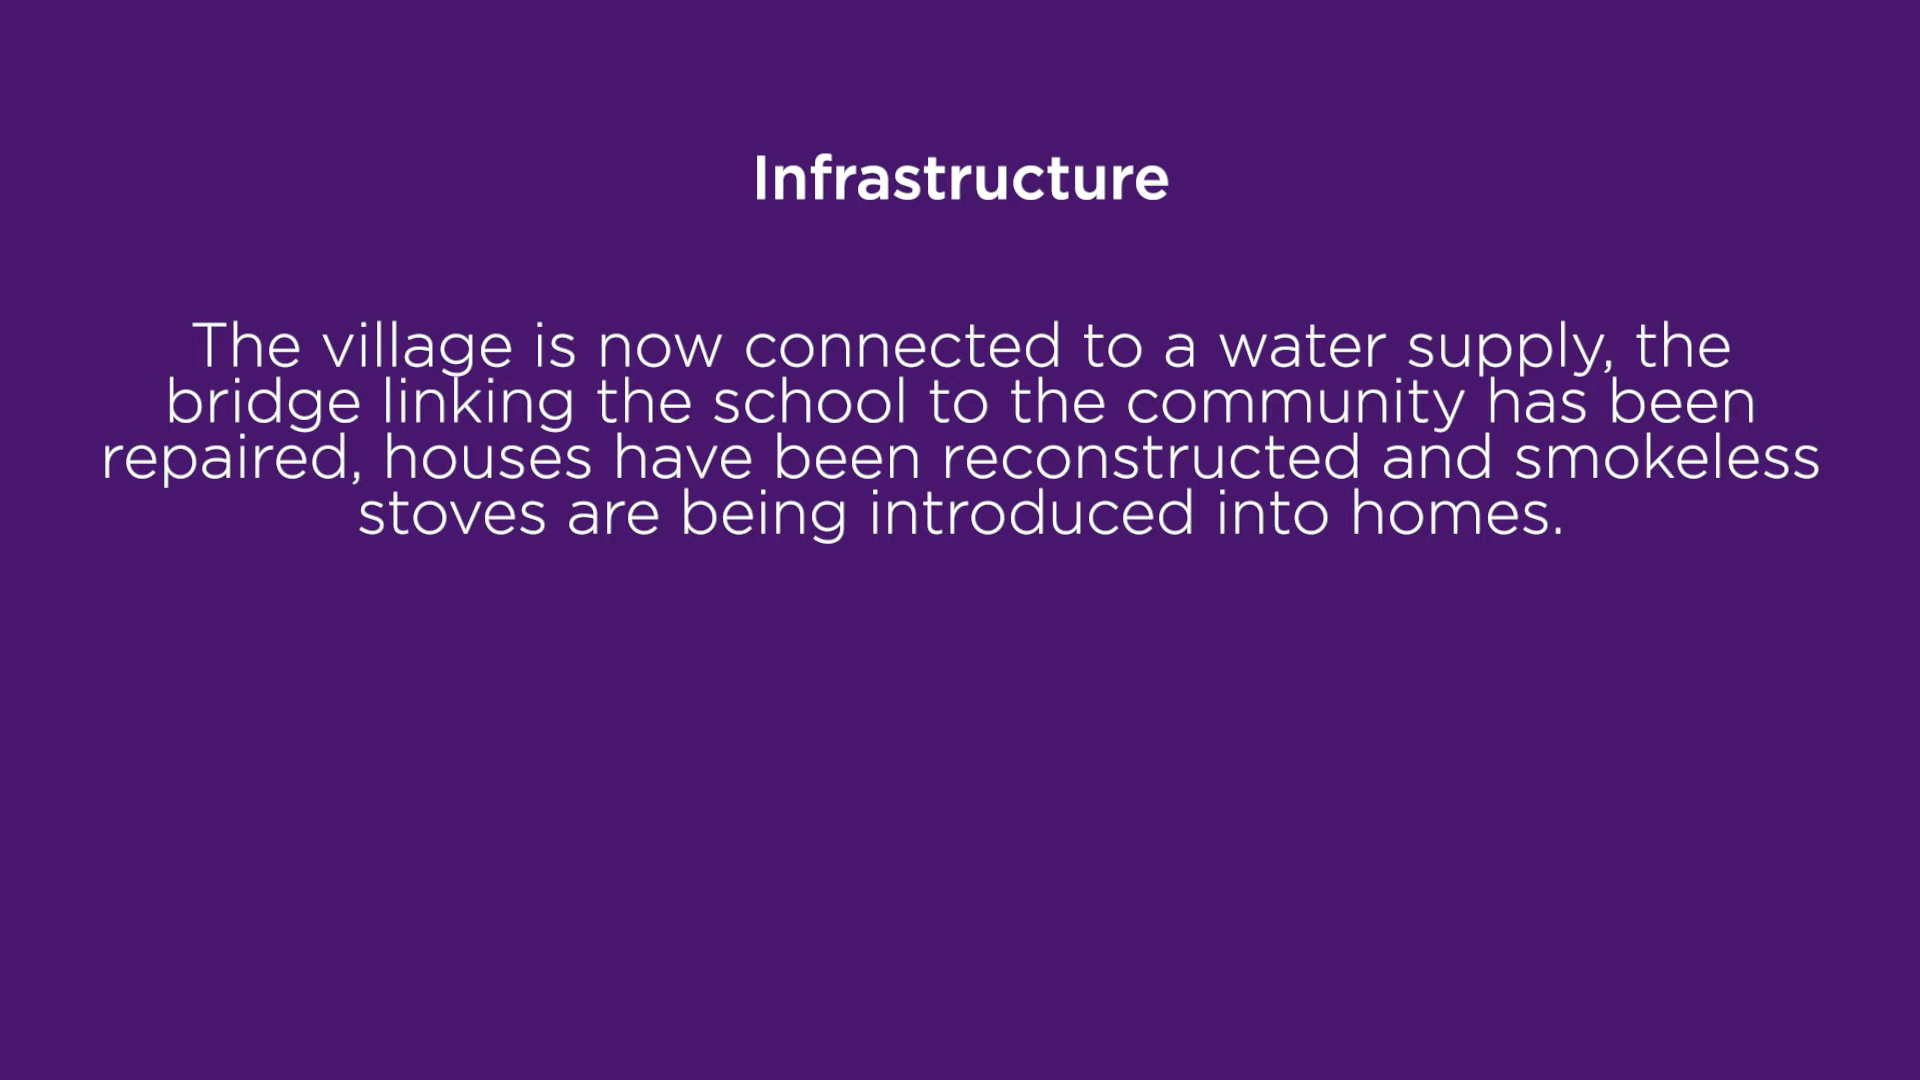 Infrastructure
The village is now connected to a water supply, the
bridge linking the school to the community has been
repaired, houses have been reconstructed and smokeless
stoves are being introduced into homes.